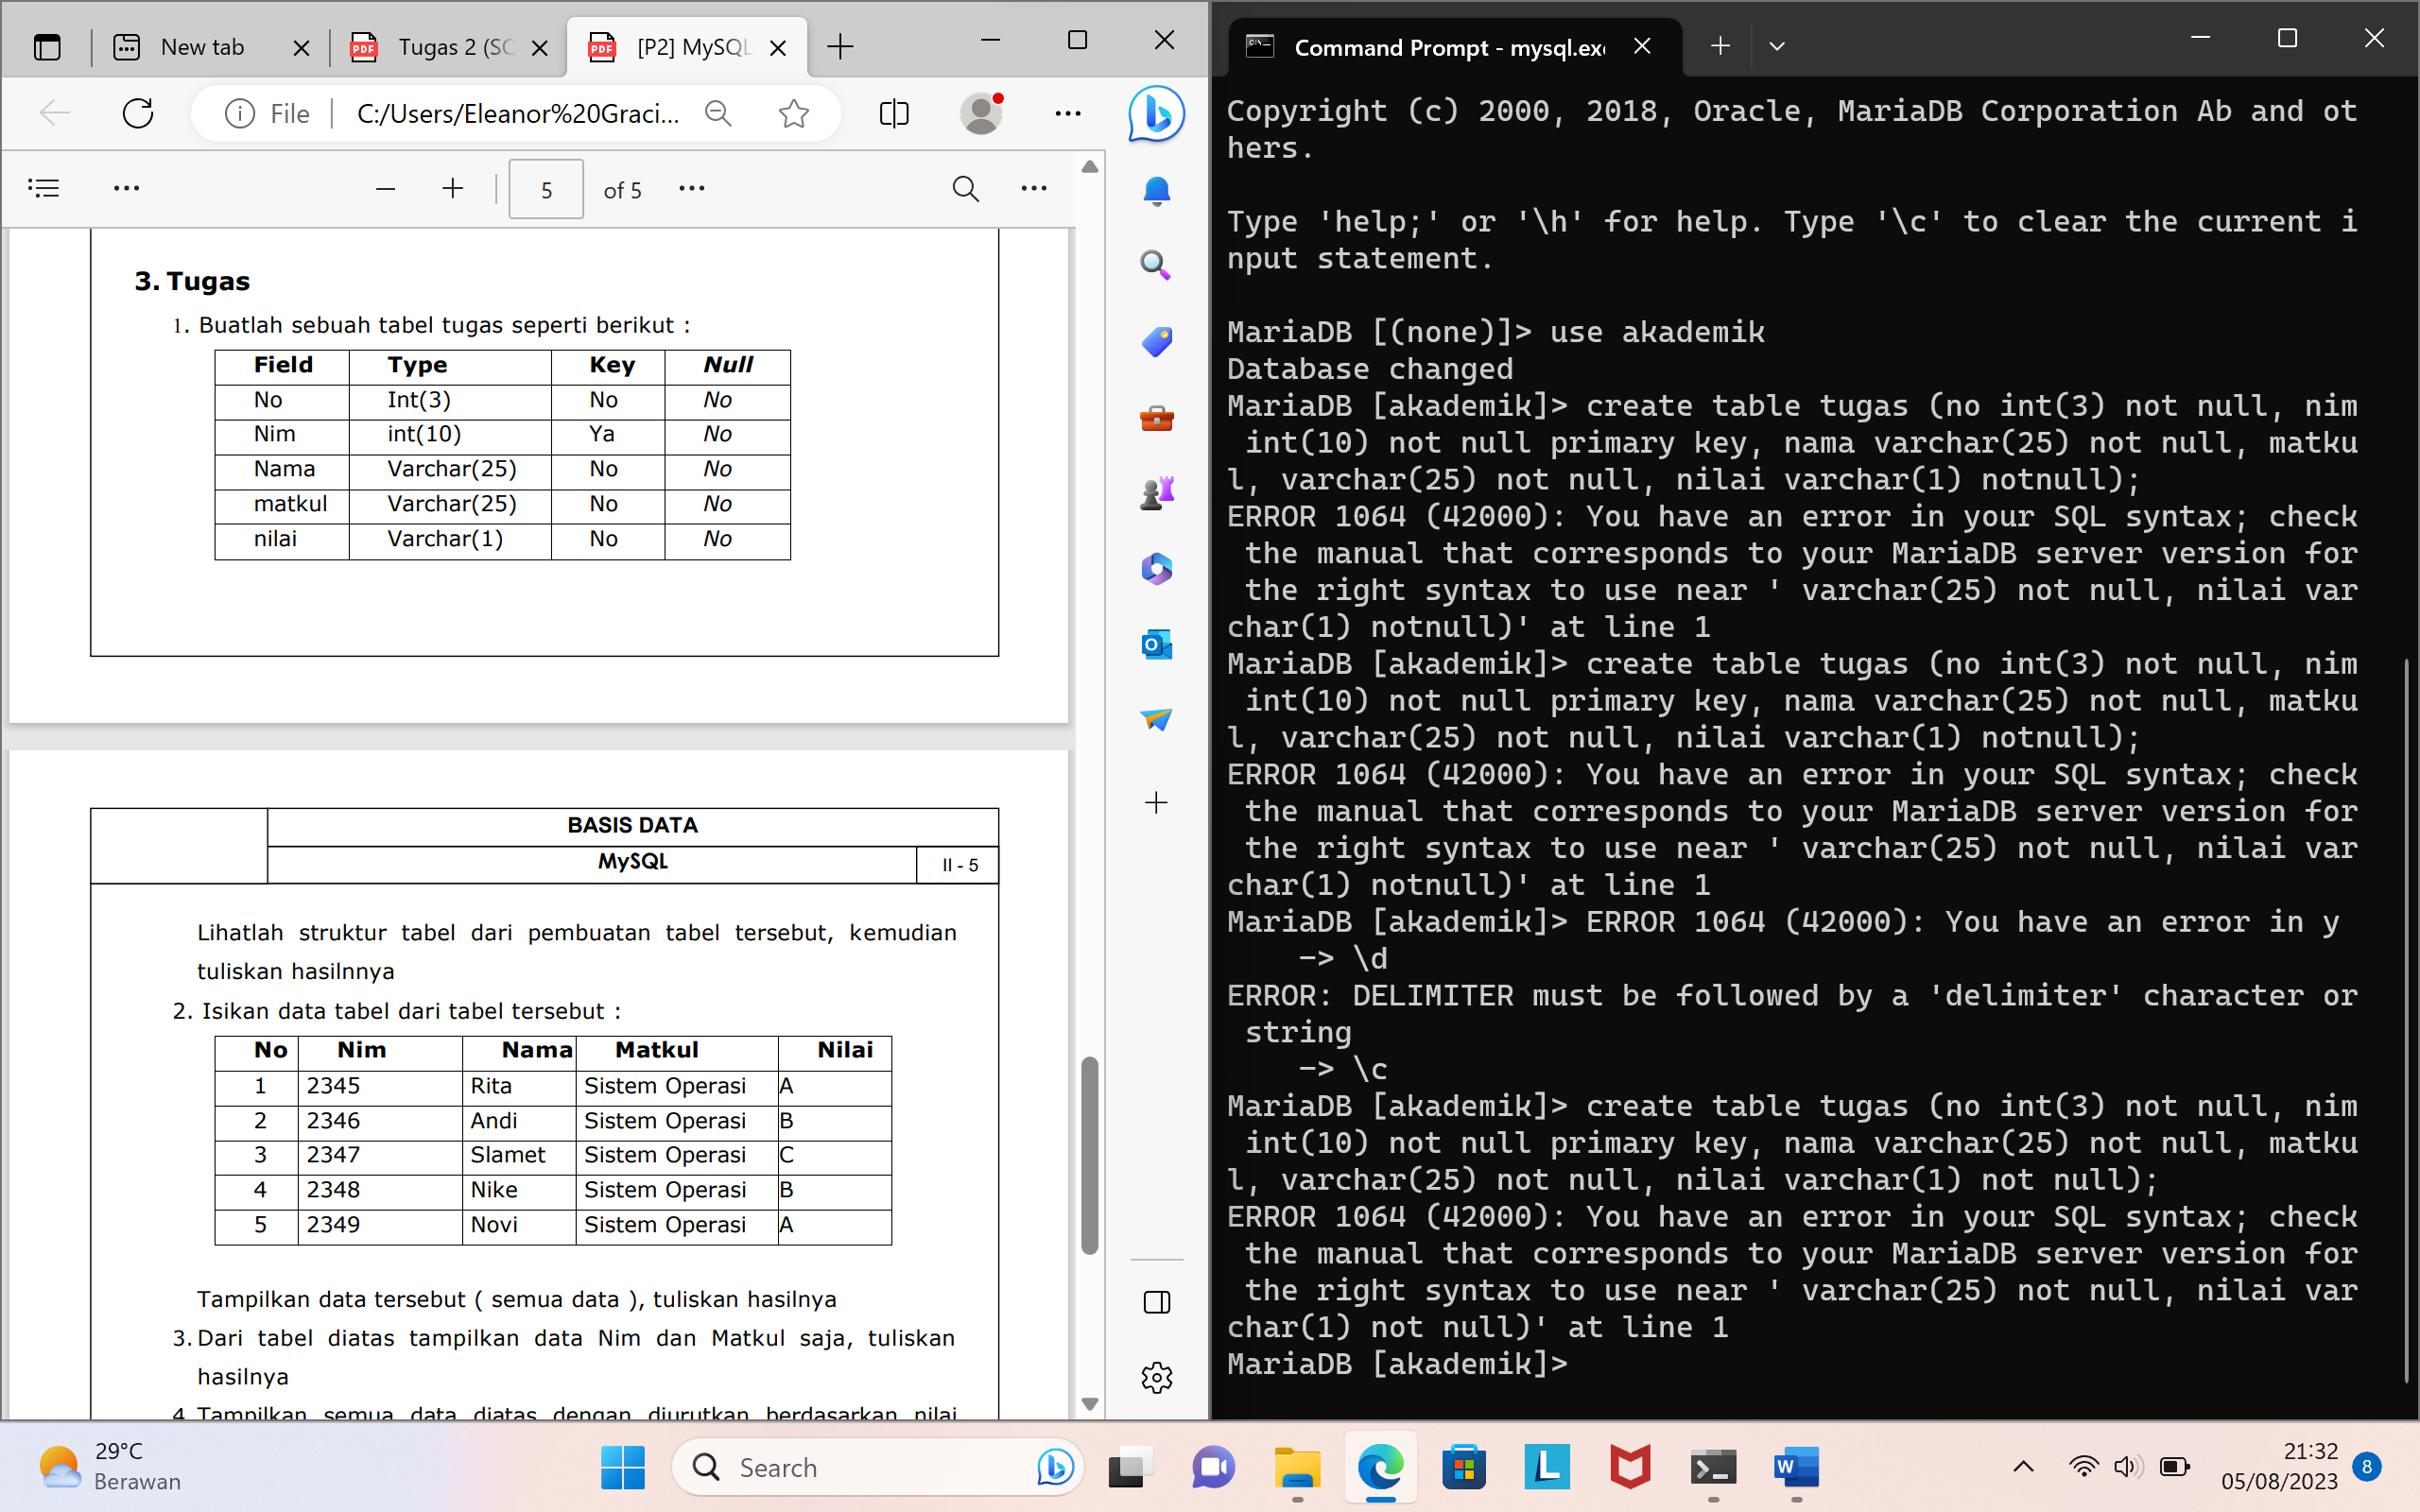 New tab
Tugas 2 (SC
[P2] MySQL
File
C:/Users/Eleanor%20Graci...
5 of 5
3. Tugas
1. Buatlah sebuah tabel tugas seperti berikut :
Field Type Key Null
No Int(3) No No
Nim int(10) Ya No
Nama Varchar(25) No No
matkul Varchar(25) No No
nilai Varchar(1) No No
BASIS DATA
MySQL II - 5
Lihatlah struktur tabel dari pembuatan tabel tersebut, kemudian
tuliskan hasilnnya
2. Isikan data tabel dari tabel tersebut :
No Nim Nama Matkul Nilai
1 2345 Rita Sistem Operasi A
2 2346 Andi Sistem Operasi B
3 2347 Slamet Sistem Operasi C
4 2348 Nike Sistem Operasi B
5 2349 Novi Sistem Operasi A
Tampilkan data tersebut ( semua data ), tuliskan hasilnya
3. Dari tabel diatas tampilkan data Nim dan Matkul saja, tuliskan
hasilnya
4 Tampilkan semua data diatas dengan diurutkan berdasarkan nilai
Command Prompt - mysql.exe
Copyright (c) 2000, 2018, Oracle, MariaDB Corporation Ab and ot
hers.
Type 'help;' or '\h' for help. Type '\c' to clear the current i
nput statement.
MariaDB [(none)]> use akademik
Database changed
MariaDB [akademik]> create table tugas (no int(3) not null, nim
int(10) not null primary key, nama varchar(25) not null, matku
l, varchar(25) not null, nilai varchar(1) notnull);
ERROR 1064 (42000): You have an error in your SQL syntax; check
the manual that corresponds to your MariaDB server version for
the right syntax to use near ' varchar(25) not null, nilai var
char(1) notnull)' at line 1
MariaDB [akademik]> create table tugas (no int(3) not null, nim
int(10) not null primary key, nama varchar(25) not null, matku
l, varchar(25) not null, nilai varchar(1) notnull);
ERROR 1064 (42000): You have an error in your SQL syntax; check
the manual that corresponds to your MariaDB server version for
the right syntax to use near ' varchar(25) not null, nilai var
char(1) notnull)' at line 1
MariaDB [akademik]> ERROR 1064 (42000): You have an error in y
-> \d
ERROR: DELIMITER must be followed by a 'delimiter' character or
string
-> \c
MariaDB [akademik]> create table tugas (no int(3) not null, nim
int(10) not null primary key, nama varchar(25) not null, matku
l, varchar(25) not null, nilai varchar(1) not null);
ERROR 1064 (42000): You have an error in your SQL syntax; check
the manual that corresponds to your MariaDB server version for
the right syntax to use near ' varchar(25) not null, nilai var
char(1) not null)' at line 1
MariaDB [akademik]>
29°C
Berawan
Search
21:32
05/08/2023
8